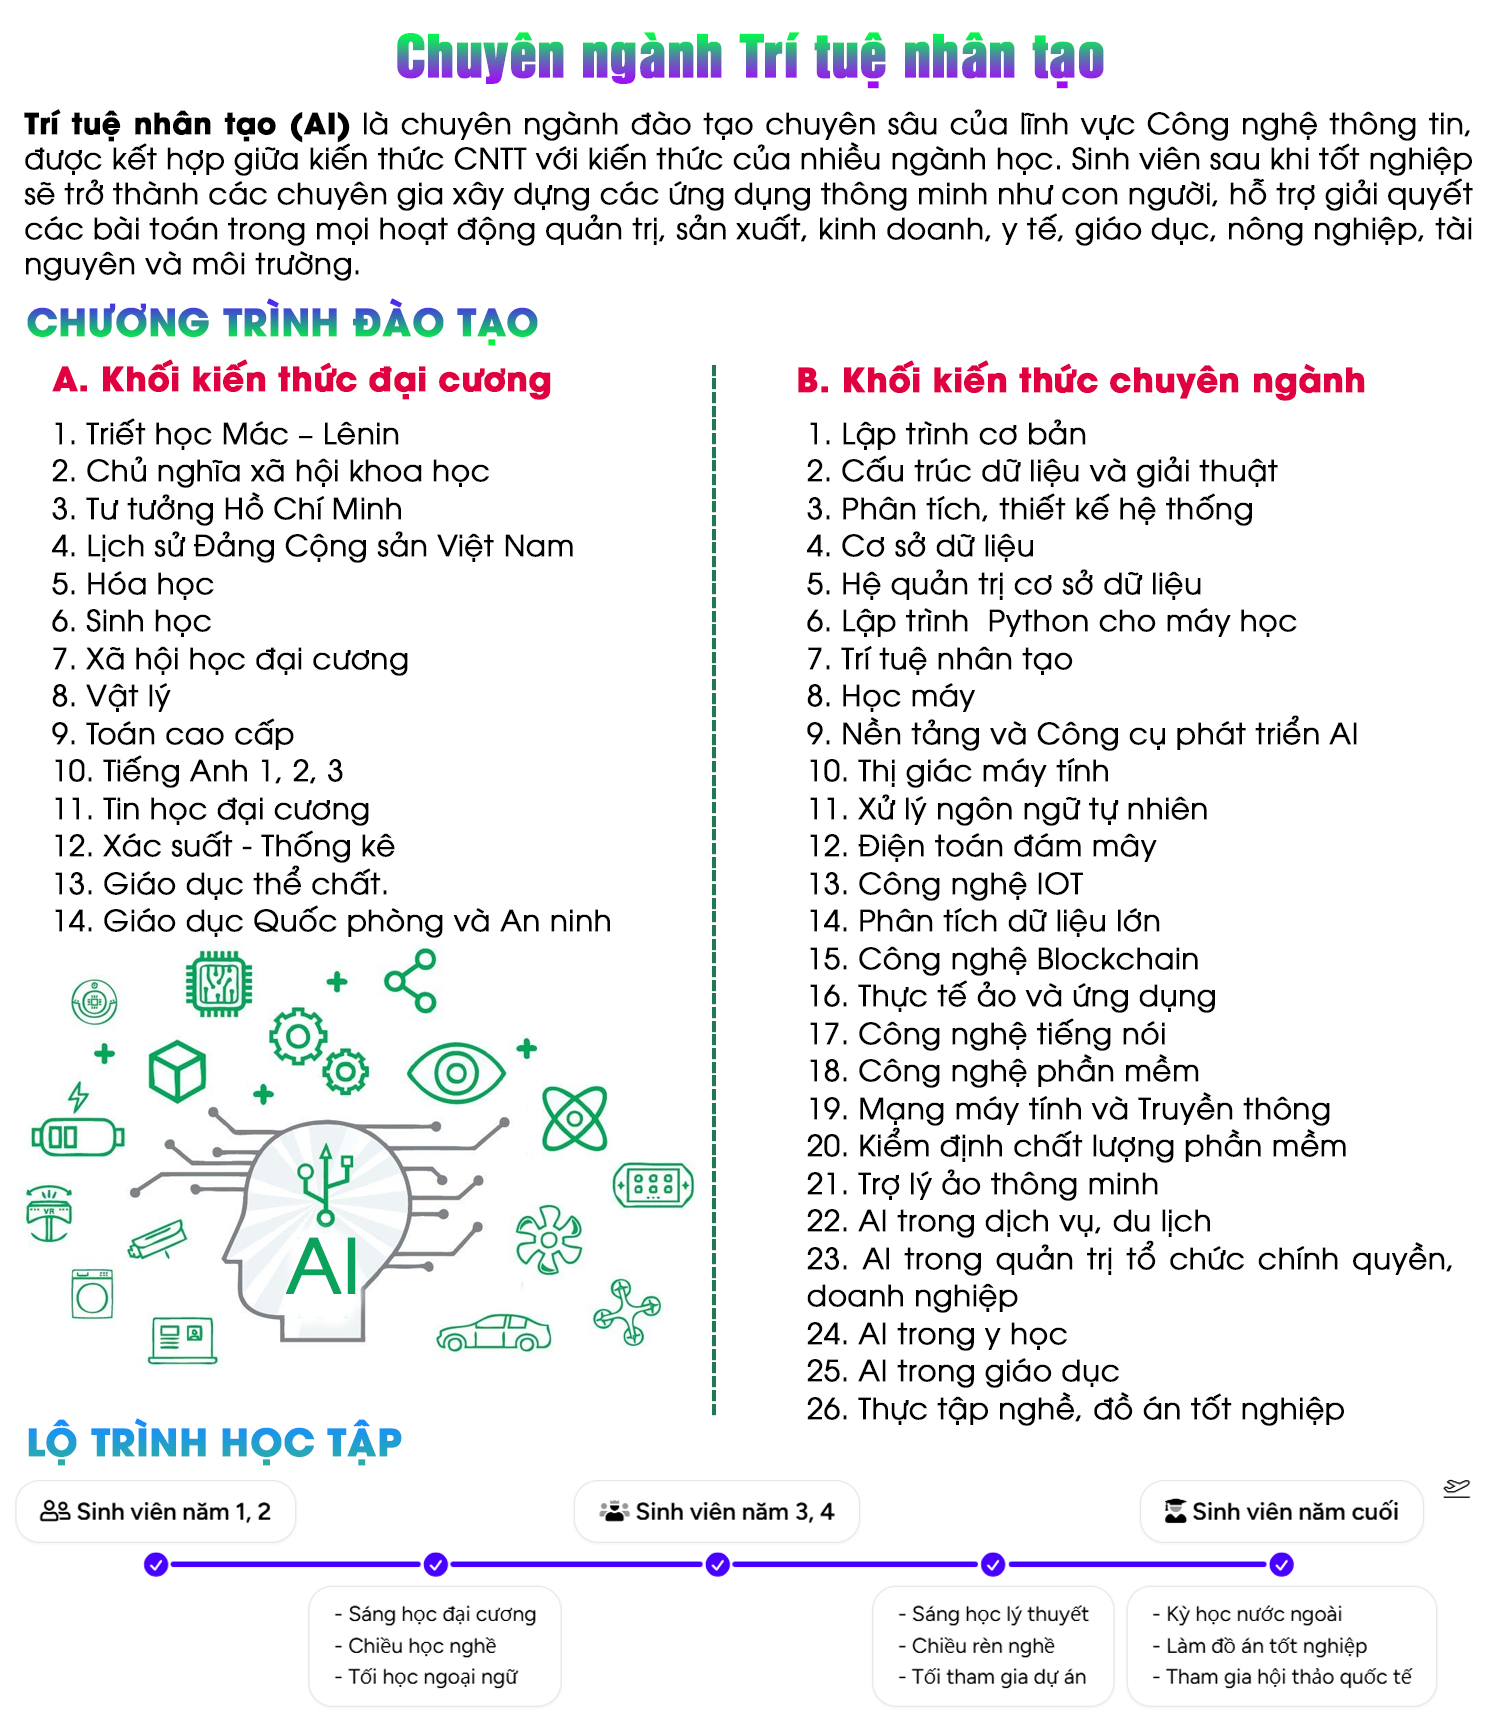 Chuyên ngành Trí tuệ nhân tạo
Trí tuệ nhân tạo (AI) là chuyên ngành đào tạo chuyên sâu của lĩnh vực Công nghệ thông tin,
được kết hợp giữa kiến thức CNTT với kiến thức của nhiều ngành học. Sinh viên sau khi tốt nghiệp
sẽ trở thành các chuyên gia xây dựng các ứng dụng thông minh như con người, hỗ trợ giải quyết
các bài toán trong mọi hoạt động quản trị, sản xuất, kinh doanh, y tế, giáo dục, nông nghiệp, tài
nguyên và môi trường.
CHƯƠNG TRÌNH ĐÀO TẠO
A. Khối kiến thức đại cương
1. Triết học Mác – Lênin
2. Chủ nghĩa xã hội khoa học
3. Tư tưởng Hồ Chí Minh
4. Lịch sử Đảng Cộng sản Việt Nam
5. Hóa học
6. Sinh học
7. Xã hội học đại cương
8. Vật lý
9. Toán cao cấp
10. Tiếng Anh 1, 2, 3
11. Tin học đại cương
12. Xác suất - Thống kê
13. Giáo dục thể chất.
14. Giáo dục Quốc phòng và An ninh
VR
AI
B. Khối kiến thức chuyên ngành
1. Lập trình cơ bản
2. Cấu trúc dữ liệu và giải thuật
3. Phân tích, thiết kế hệ thống
4. Cơ sở dữ liệu
5. Hệ quản trị cơ sở dữ liệu
6. Lập trình  Python cho máy học
7. Trí tuệ nhân tạo
8. Học máy
9. Nền tảng và Công cụ phát triển AI
10. Thị giác máy tính
11. Xử lý ngôn ngữ tự nhiên
12. Điện toán đám mây
13. Công nghệ IOT
14. Phân tích dữ liệu lớn
15. Công nghệ Blockchain
16. Thực tế ảo và ứng dụng
17. Công nghệ tiếng nói
18. Công nghệ phần mềm
19. Mạng máy tính và Truyền thông
20. Kiểm định chất lượng phần mềm
21. Trợ lý ảo thông minh
22. AI trong dịch vụ, du lịch
23. AI trong quản trị tổ chức chính quyền,
doanh nghiệp
24. AI trong y học
25. AI trong giáo dục
26. Thực tập nghề, đồ án tốt nghiệp
LỘ TRÌNH HỌC TẬP
Sinh viên năm 1, 2
Sinh viên năm 3, 4
Sinh viên năm cuối
- Sáng học đại cương
- Chiều học nghề
- Tối học ngoại ngữ
- Sáng học lý thuyết
- Chiều rèn nghề
- Tối tham gia dự án
- Kỳ học nước ngoài
- Làm đồ án tốt nghiệp
- Tham gia hội thảo quốc tế